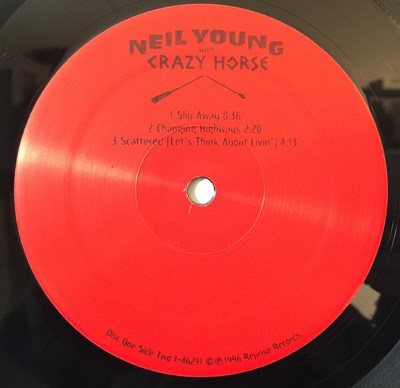 NEIL YOUNG
with
CRAZY HORSE
1 Slip Away 8:36
2 Changing Highways 2:20
3 Scattered [Let's Think About Livin'] 4:13
Disc One Side Two 1-46291 © ℗ 1996 Reprise Records.